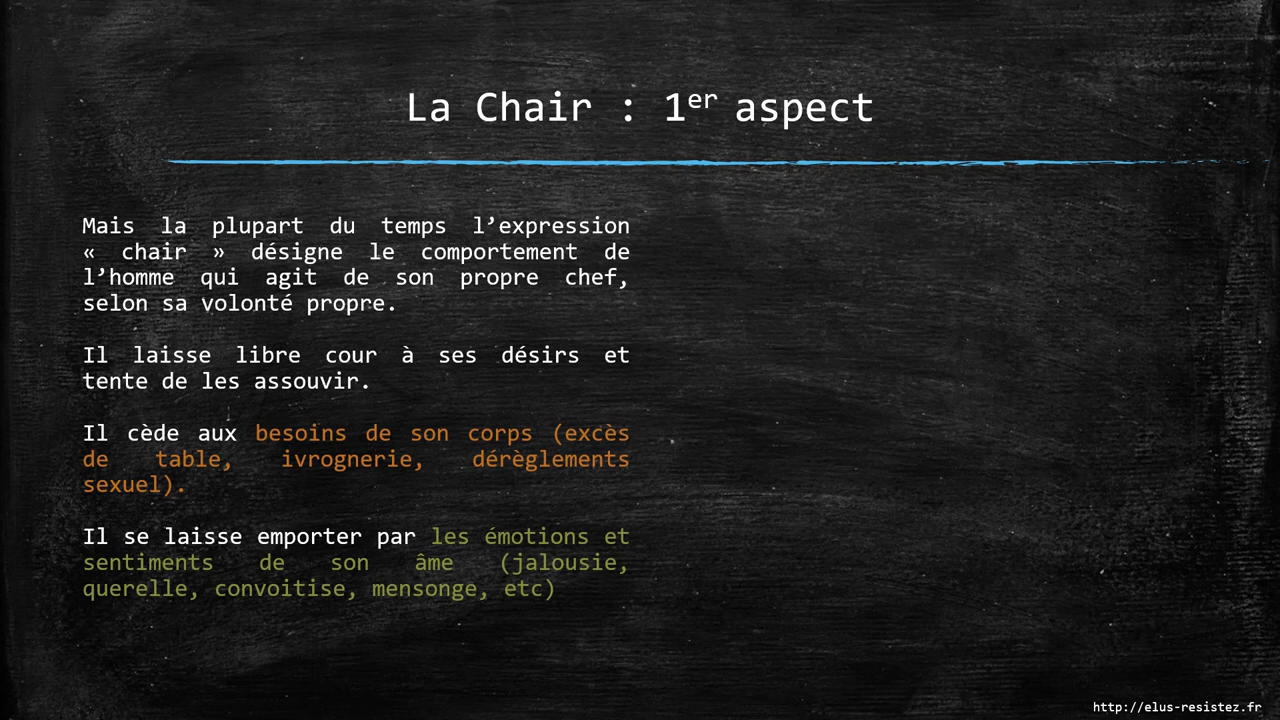 La Chair : 1er aspect
Mais la plupart du temps l’expression
« chair » désigne le comportement de
l’homme qui agit de son propre chef,
selon sa volonté propre.
Il laisse libre cour à ses désirs et
tente de les assouvir.
Il cède aux besoins de son corps (excès
de table, ivrognerie, dérèglements
sexuel).
Il se laisse emporter par les émotions et
sentiments de son âme (jalousie,
querelle, convoitise, mensonge, etc)
http://elus-resistez.fr